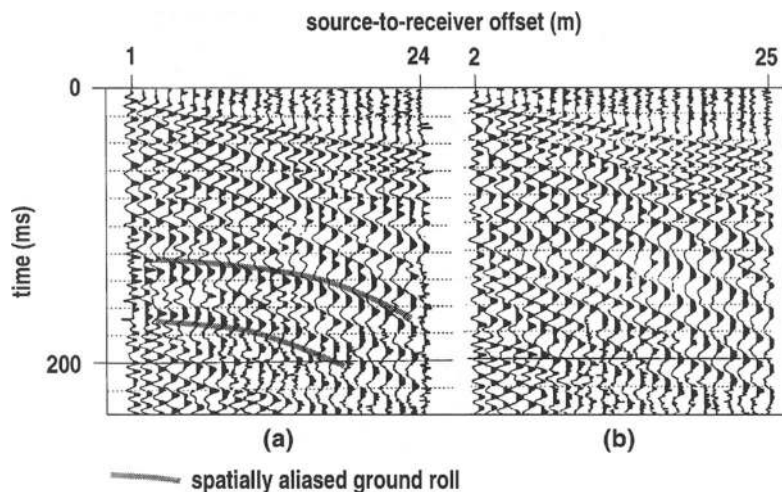 source-to-receiver offset (m)
1 24 2 25
0
time (ms)
200
(a) (b)
spatially aliased ground roll